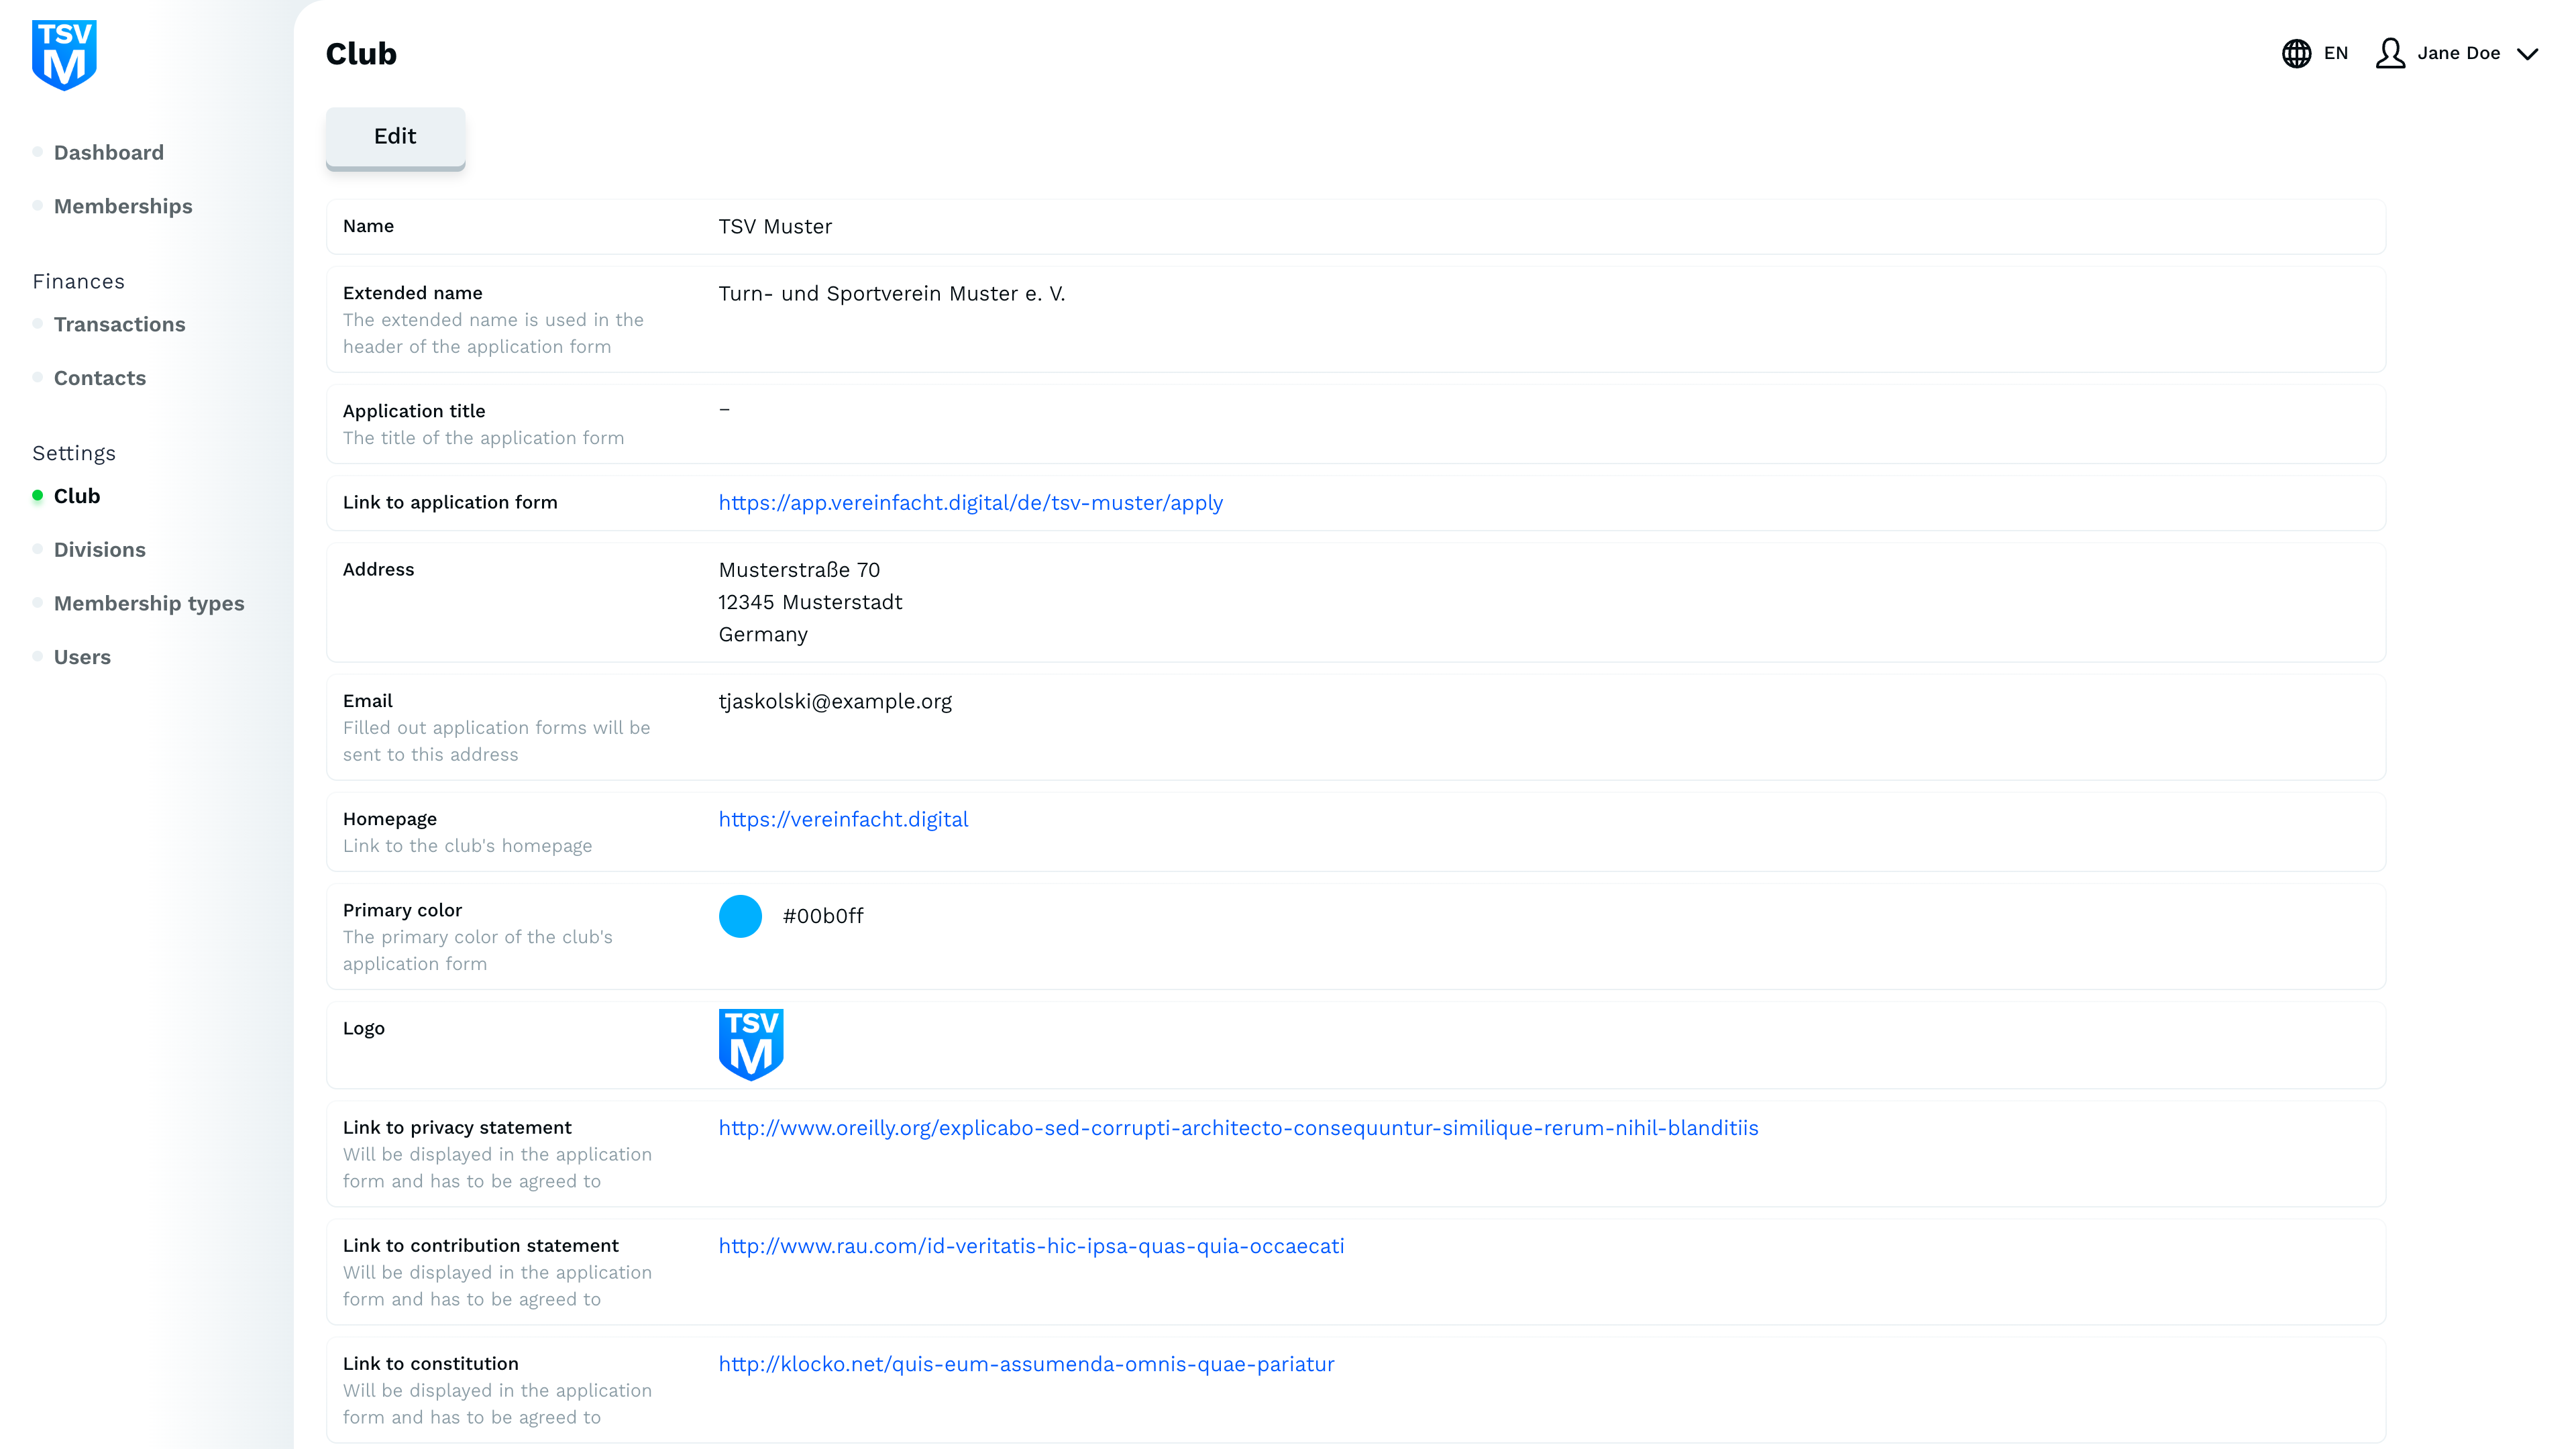 TSV
M
Dashboard
Memberships
Finances
Transactions
Contacts
Settings
Club
Divisions
Membership types
Users
Club
EN
Jane Doe
Edit
Name
TSV Muster
Extended name
The extended name is used in the
header of the application form
Turn- und Sportverein Muster e. V.
Application title
The title of the application form
–
Link to application form
https://app.vereinfacht.digital/de/tsv-muster/apply
Address
Musterstraße 70
12345 Musterstadt
Germany
Email
Filled out application forms will be
sent to this address
tjaskolski@example.org
Homepage
Link to the club's homepage
https://vereinfacht.digital
Primary color
The primary color of the club's
application form
#00b0ff
Logo
TSV
M
Link to privacy statement
Will be displayed in the application
form and has to be agreed to
http://www.oreilly.org/explicabo-sed-corrupti-architecto-consequuntur-similique-rerum-nihil-blanditiis
Link to contribution statement
Will be displayed in the application
form and has to be agreed to
http://www.rau.com/id-veritatis-hic-ipsa-quas-quia-occaecati
Link to constitution
Will be displayed in the application
form and has to be agreed to
http://klocko.net/quis-eum-assumenda-omnis-quae-pariatur